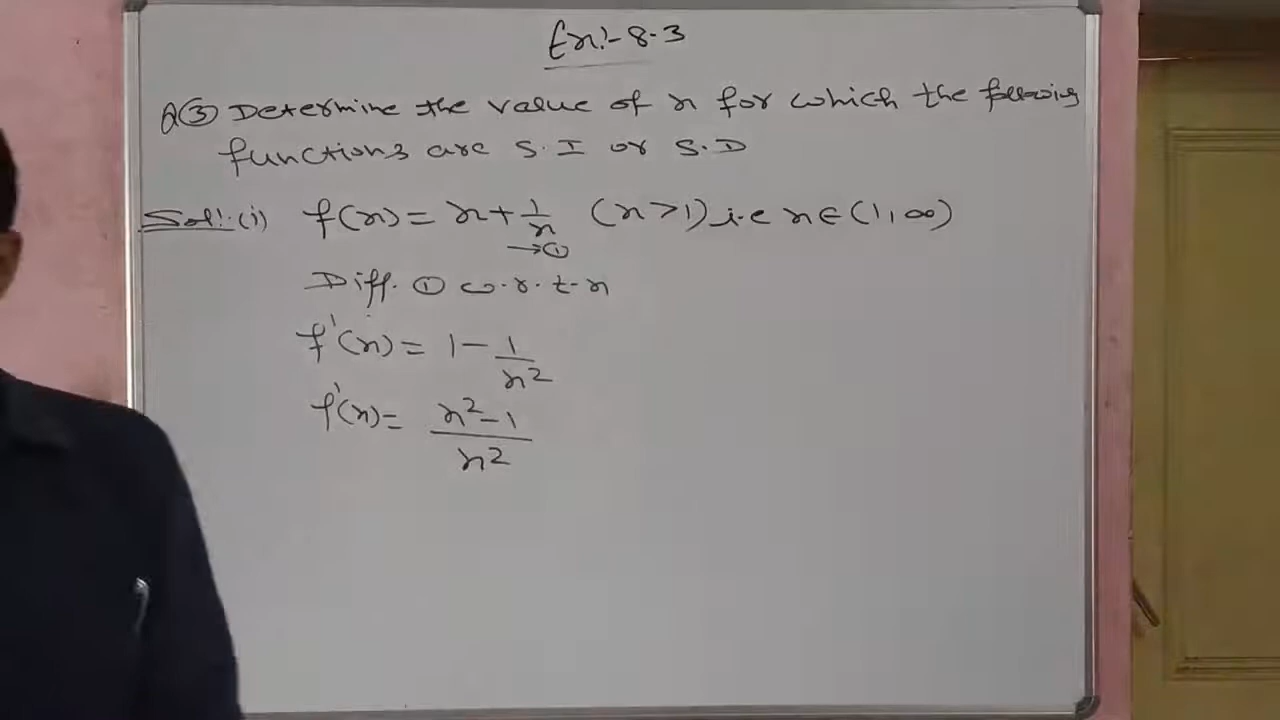 Ex:- 8.3
Q③ Determine the value of x for which the following
functions are S.I or S.D
Sol!: (i) f(x) = x + 1/x (x > 1) i.e x ∈ (1, ∞)
→①
Diff. ① w.r.t. x
f'(x) = 1 - 1/x²
f'(x) = (x² - 1)/x²